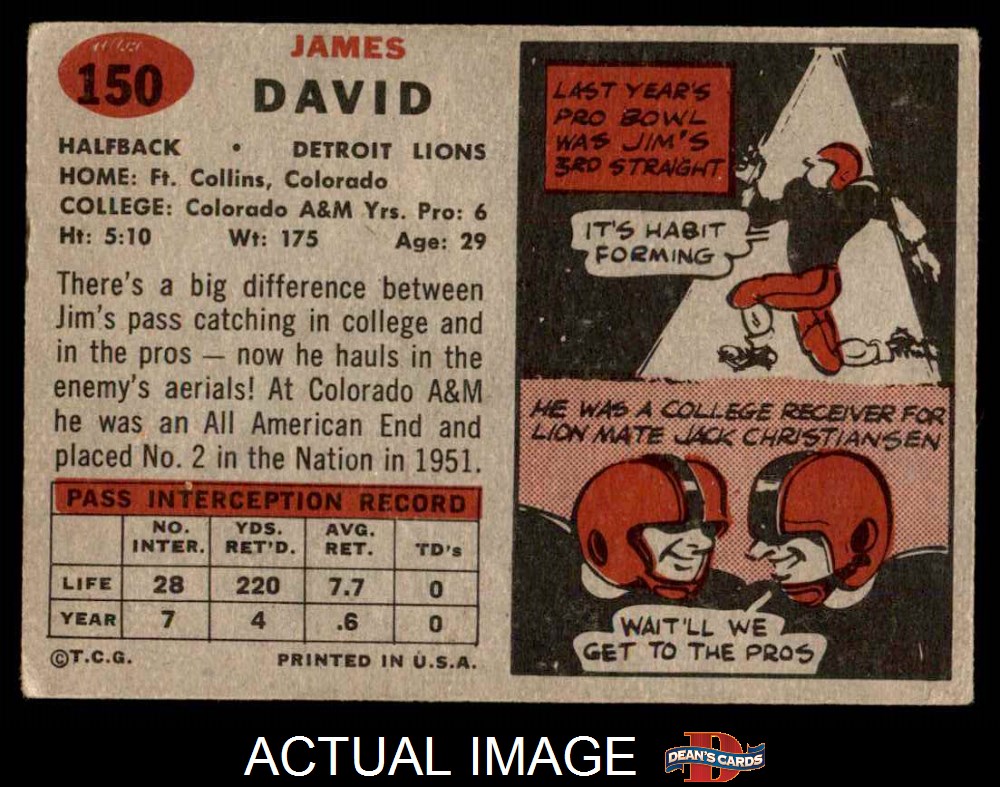 150
JAMES
DAVID
HALFBACK • DETROIT LIONS
HOME: Ft. Collins, Colorado
COLLEGE: Colorado A&M Yrs. Pro: 6
Ht: 5:10 Wt: 175 Age: 29
There's a big difference between
Jim's pass catching in college and
in the pros — now he hauls in the
enemy's aerials! At Colorado A&M
he was an All American End and
placed No. 2 in the Nation in 1951.
PASS INTERCEPTION RECORD
NO. INTER. YDS. RET'D. AVG. RET. TD's
LIFE 28 220 7.7 0
YEAR 7 4 .6 0
©T.C.G. PRINTED IN U.S.A.
LAST YEAR'S
PRO BOWL
WAS JIM'S
3RD STRAIGHT
IT'S HABIT
FORMING
HE WAS A COLLEGE RECEIVER FOR
LION MATE JACK CHRISTIANSEN
WAIT'LL WE
GET TO THE PROS
ACTUAL IMAGE
D
DEAN'S CARDS